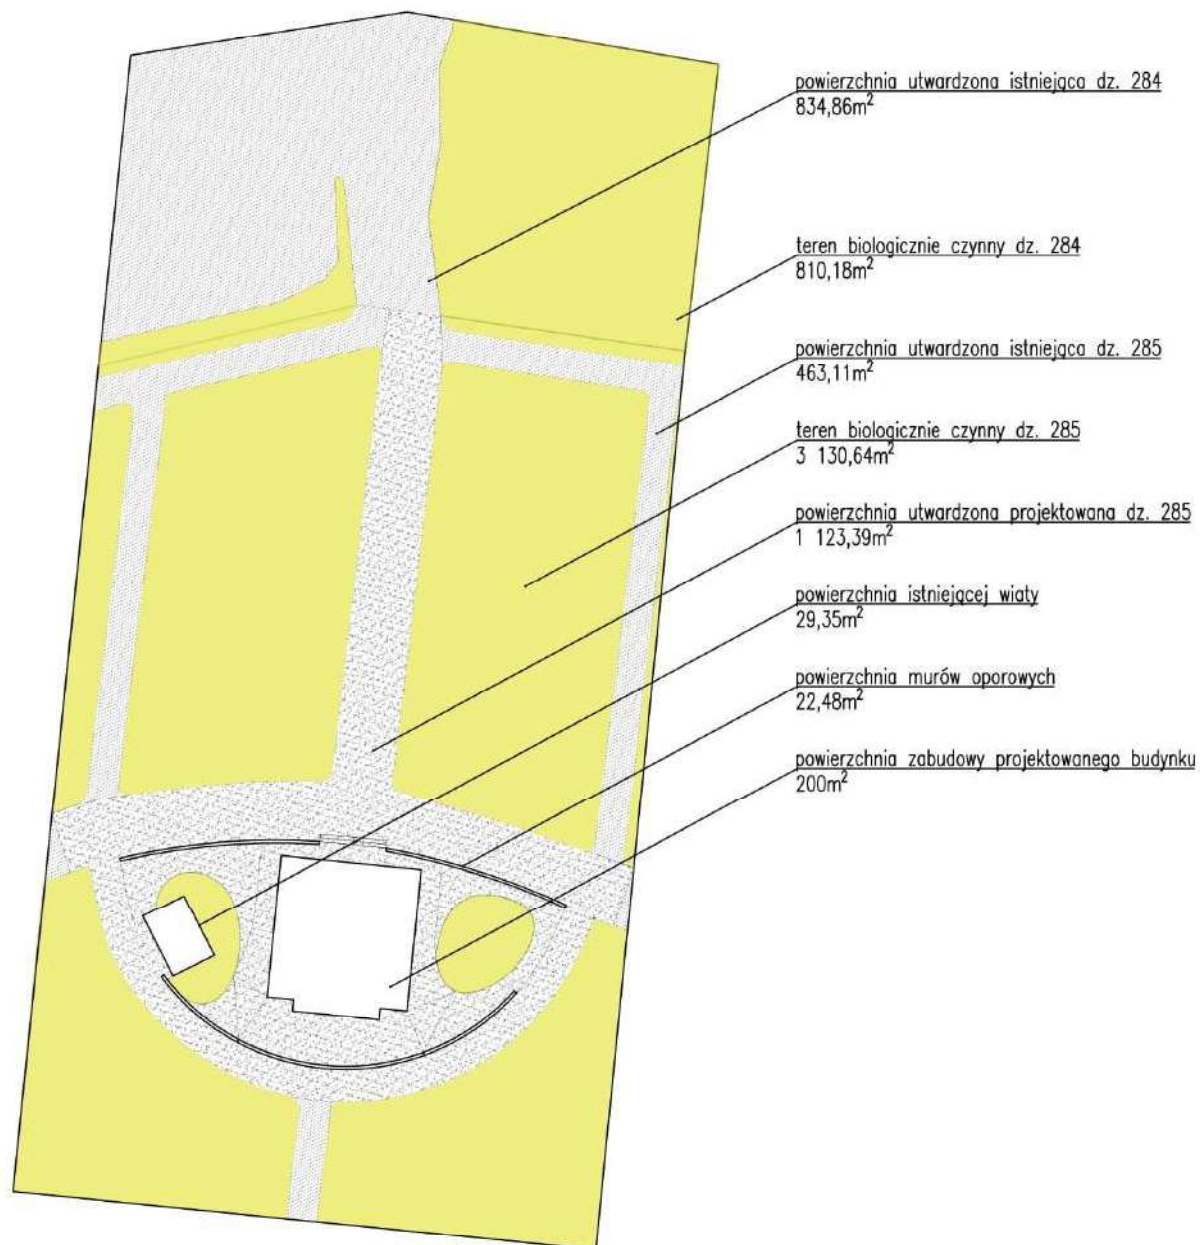 powierzchnia utwardzona istniejąca dz. 284
834,86m²
teren biologicznie czynny dz. 284
810,18m²
powierzchnia utwardzona istniejąca dz. 285
463,11m²
teren biologicznie czynny dz. 285
3 130,64m²
powierzchnia utwardzona projektowana dz. 285
1 123,39m²
powierzchnia istniejącej wiaty
29,35m²
powierzchnia murów oporowych
22,48m²
powierzchnia zabudowy projektowanego budynku
200m²